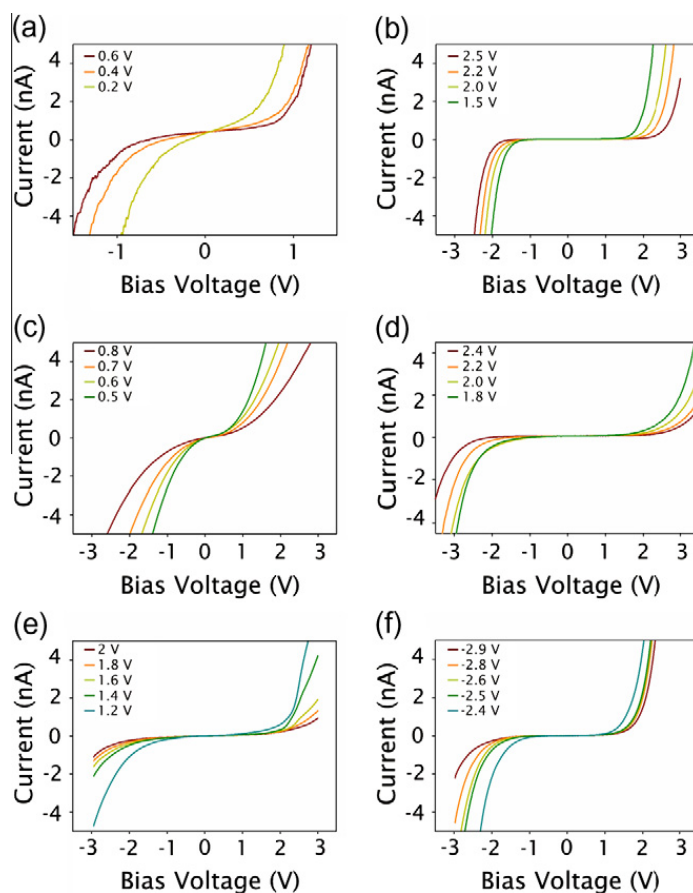 (a)
0.6 V
0.4 V
0.2 V
4
2
0
-2
-4
Current (nA)
-1 0 1
Bias Voltage (V)
(b)
2.5 V
2.2 V
2.0 V
1.5 V
4
2
0
-2
-4
Current (nA)
-3 -2 -1 0 1 2 3
Bias Voltage (V)
(c)
0.8 V
0.7 V
0.6 V
0.5 V
4
2
0
-2
-4
Current (nA)
-3 -2 -1 0 1 2 3
Bias Voltage (V)
(d)
2.4 V
2.2 V
2.0 V
1.8 V
4
2
0
-2
-4
Current (nA)
-3 -2 -1 0 1 2 3
Bias Voltage (V)
(e)
2 V
1.8 V
1.6 V
1.4 V
1.2 V
4
2
0
-2
-4
Current (nA)
-3 -2 -1 0 1 2 3
Bias Voltage (V)
(f)
-2.9 V
-2.8 V
-2.6 V
-2.5 V
-2.4 V
4
2
0
-2
-4
Current (nA)
-3 -2 -1 0 1 2 3
Bias Voltage (V)